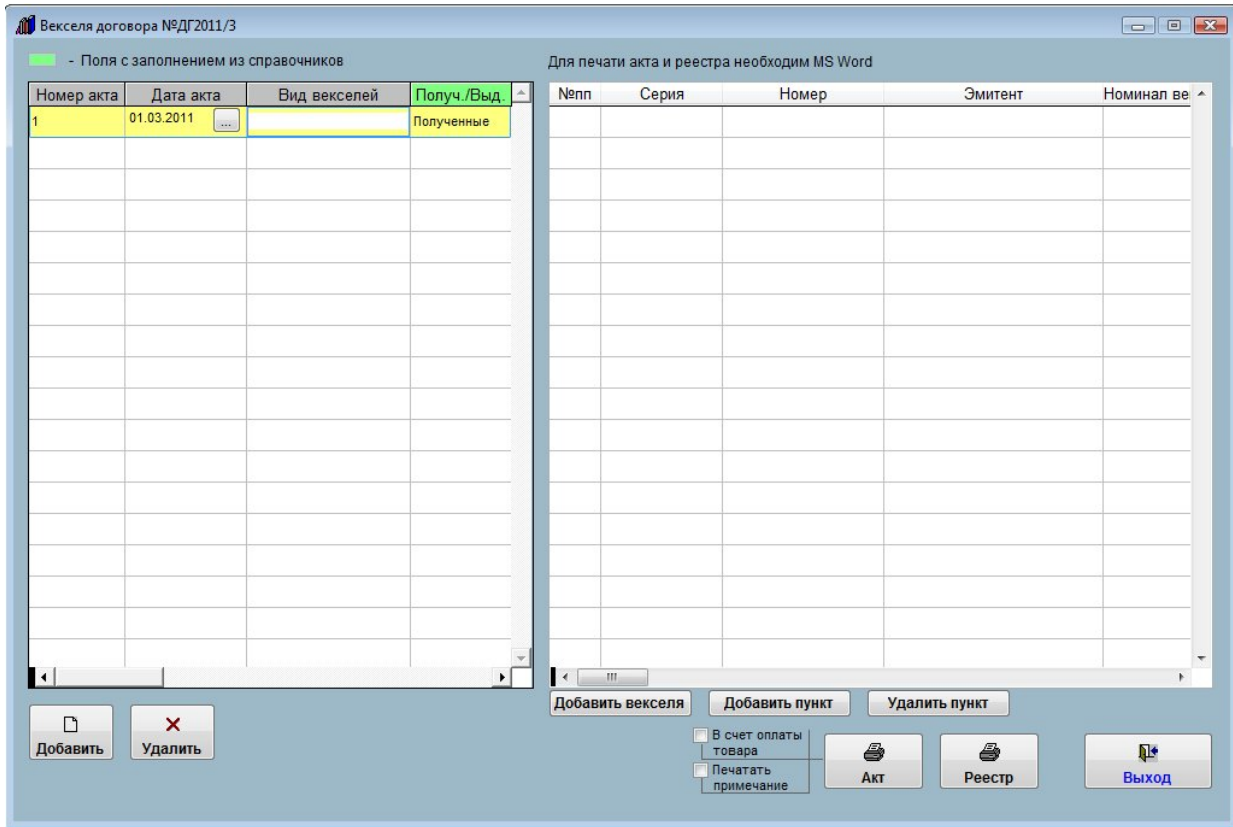 Векселя договора №ДГ2011/3
- Поля с заполнением из справочников
Для печати акта и реестра необходим MS Word
Номер акта Дата акта Вид векселей Получ./Выд.
1 01.03.2011 ... Полученные
№пп Серия Номер Эмитент Номинал ве
Добавить векселя Добавить пункт Удалить пункт
Добавить Удалить
В счет оплаты
товара
Печатать
примечание
Акт Реестр Выход